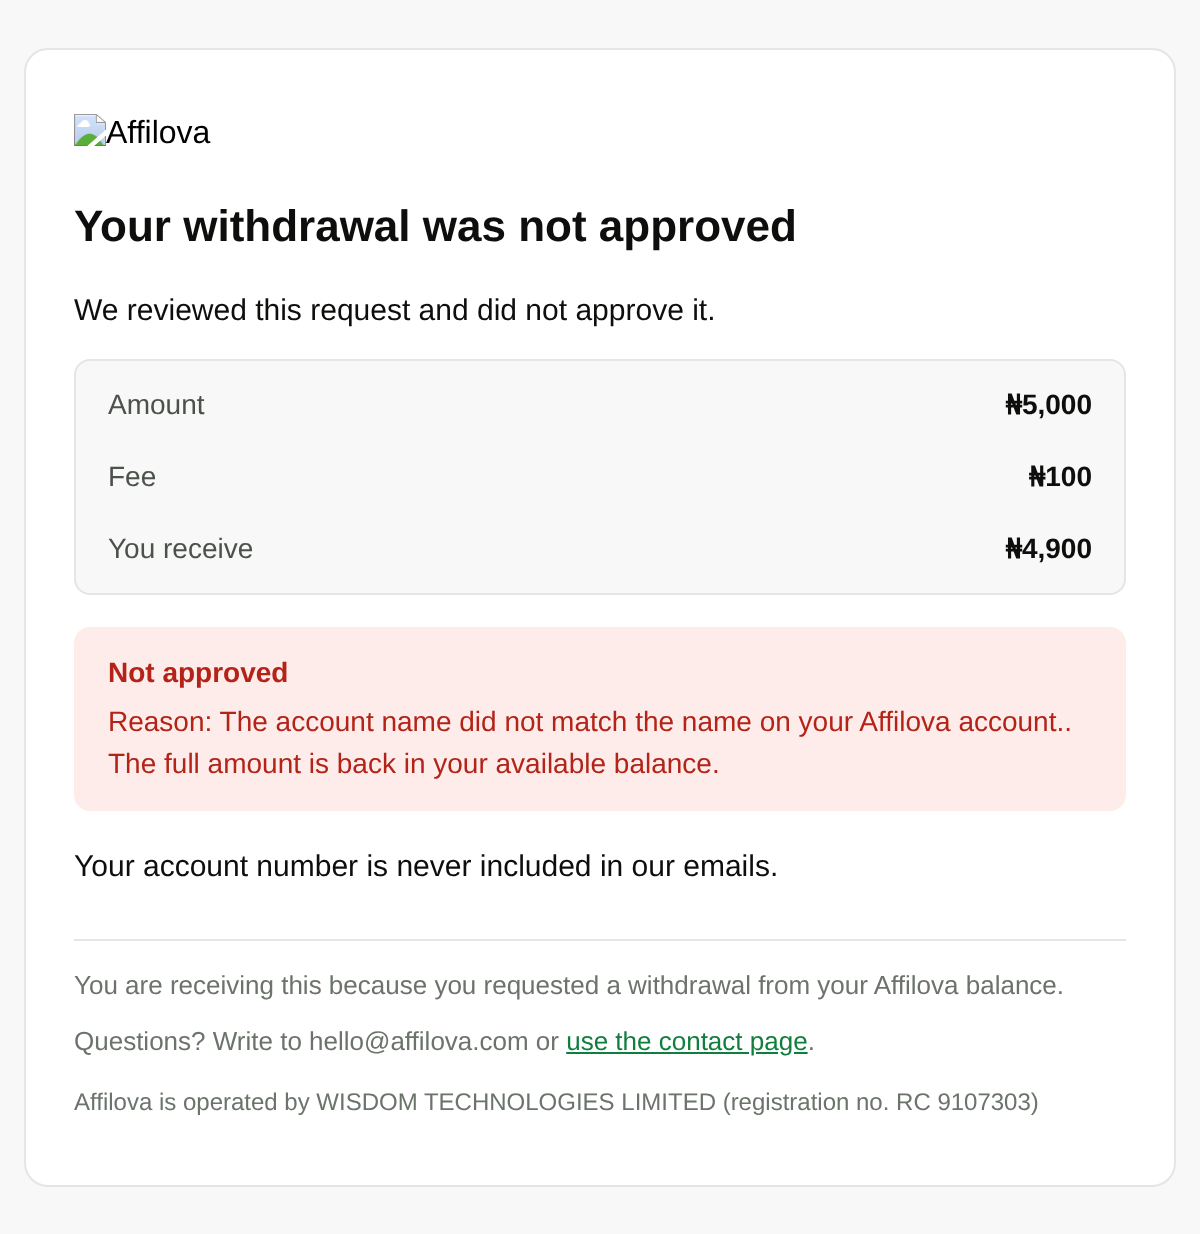 Affilova
Your withdrawal was not approved
We reviewed this request and did not approve it.
Amount ₦5,000
Fee ₦100
You receive ₦4,900
Not approved
Reason: The account name did not match the name on your Affilova account..
The full amount is back in your available balance.
Your account number is never included in our emails.
You are receiving this because you requested a withdrawal from your Affilova balance.
Questions? Write to hello@affilova.com or use the contact page.
Affilova is operated by WISDOM TECHNOLOGIES LIMITED (registration no. RC 9107303)